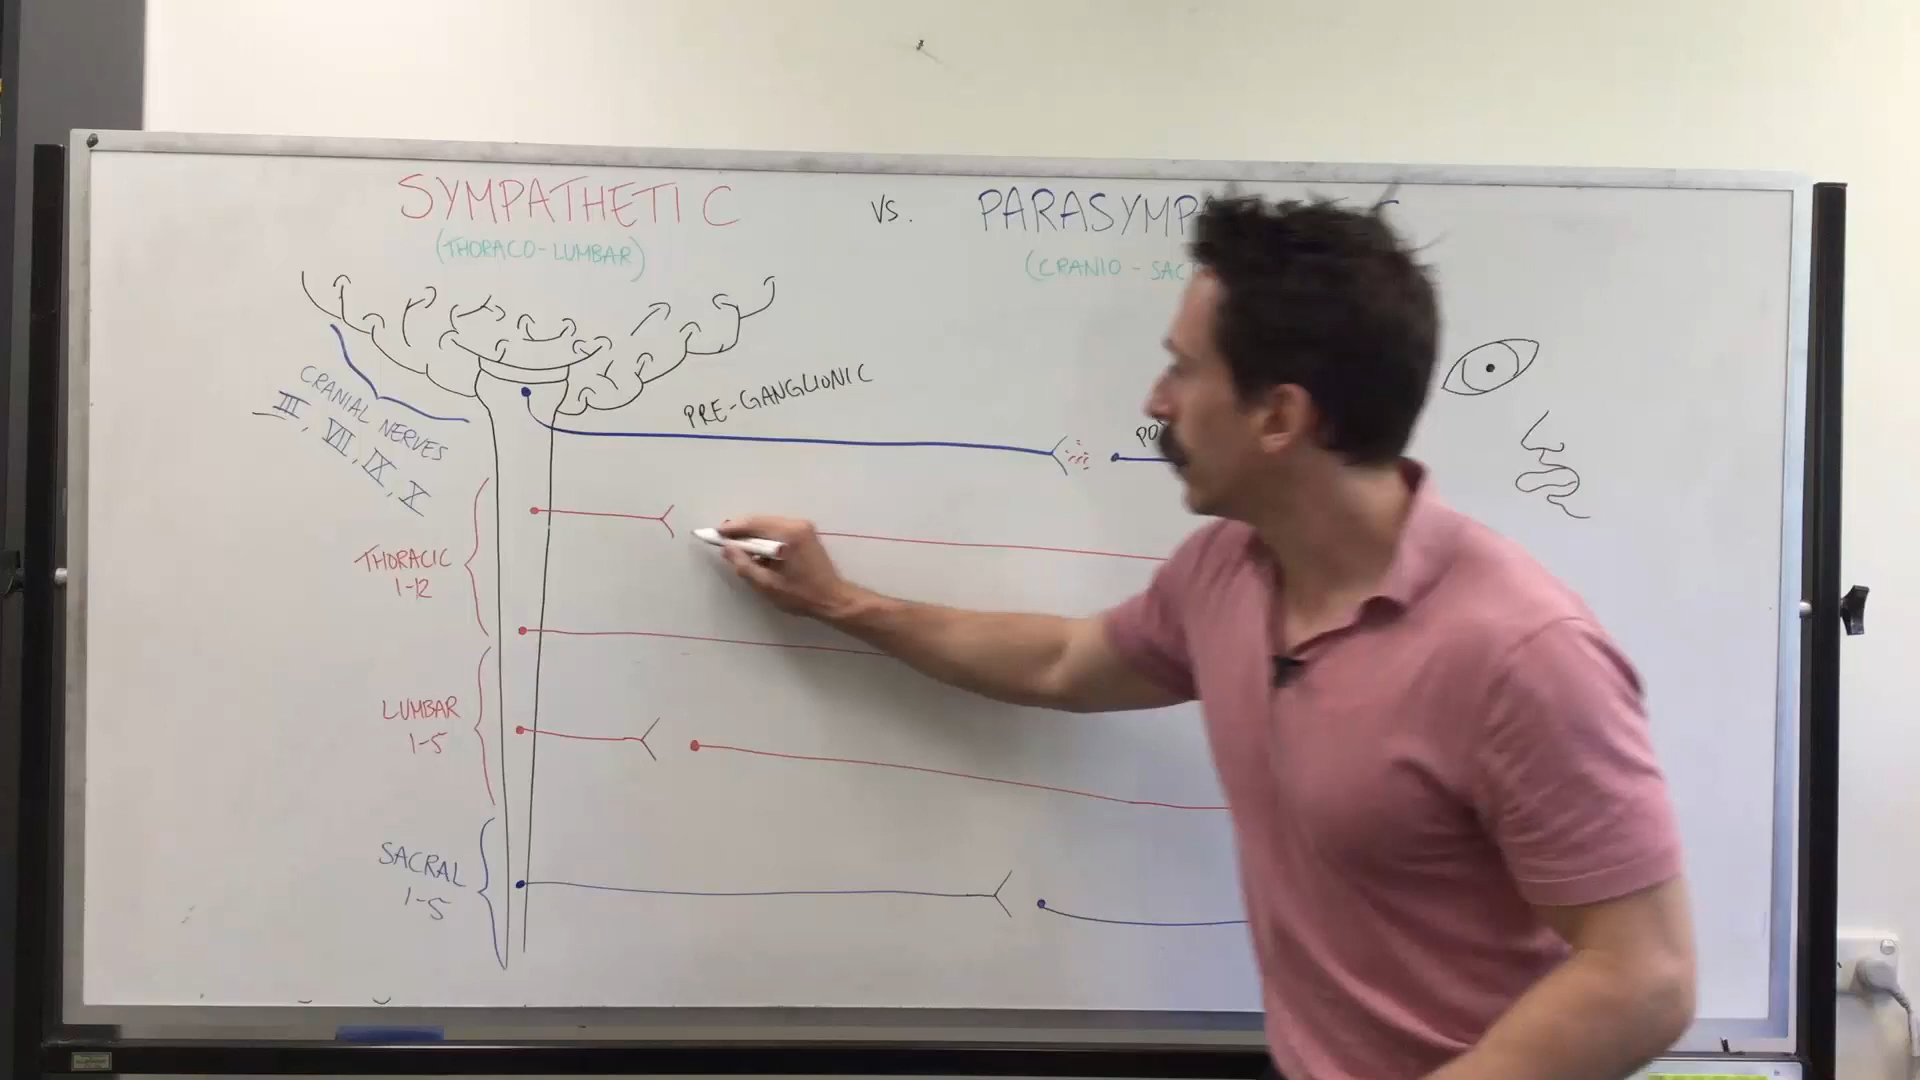 SYMPATHETIC
VS.
(THORACO-LUMBAR)
PRE-GANGLIONIC
CRANIAL NERVES
III, VII, IX, X
THORACIC
1-12
LUMBAR
1-5
SACRAL
1-5